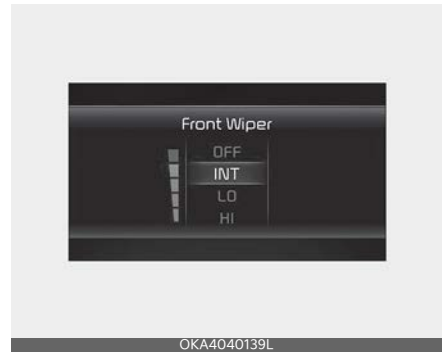 Front Wiper
OFF
INT
LO
HI
OKA4040139L